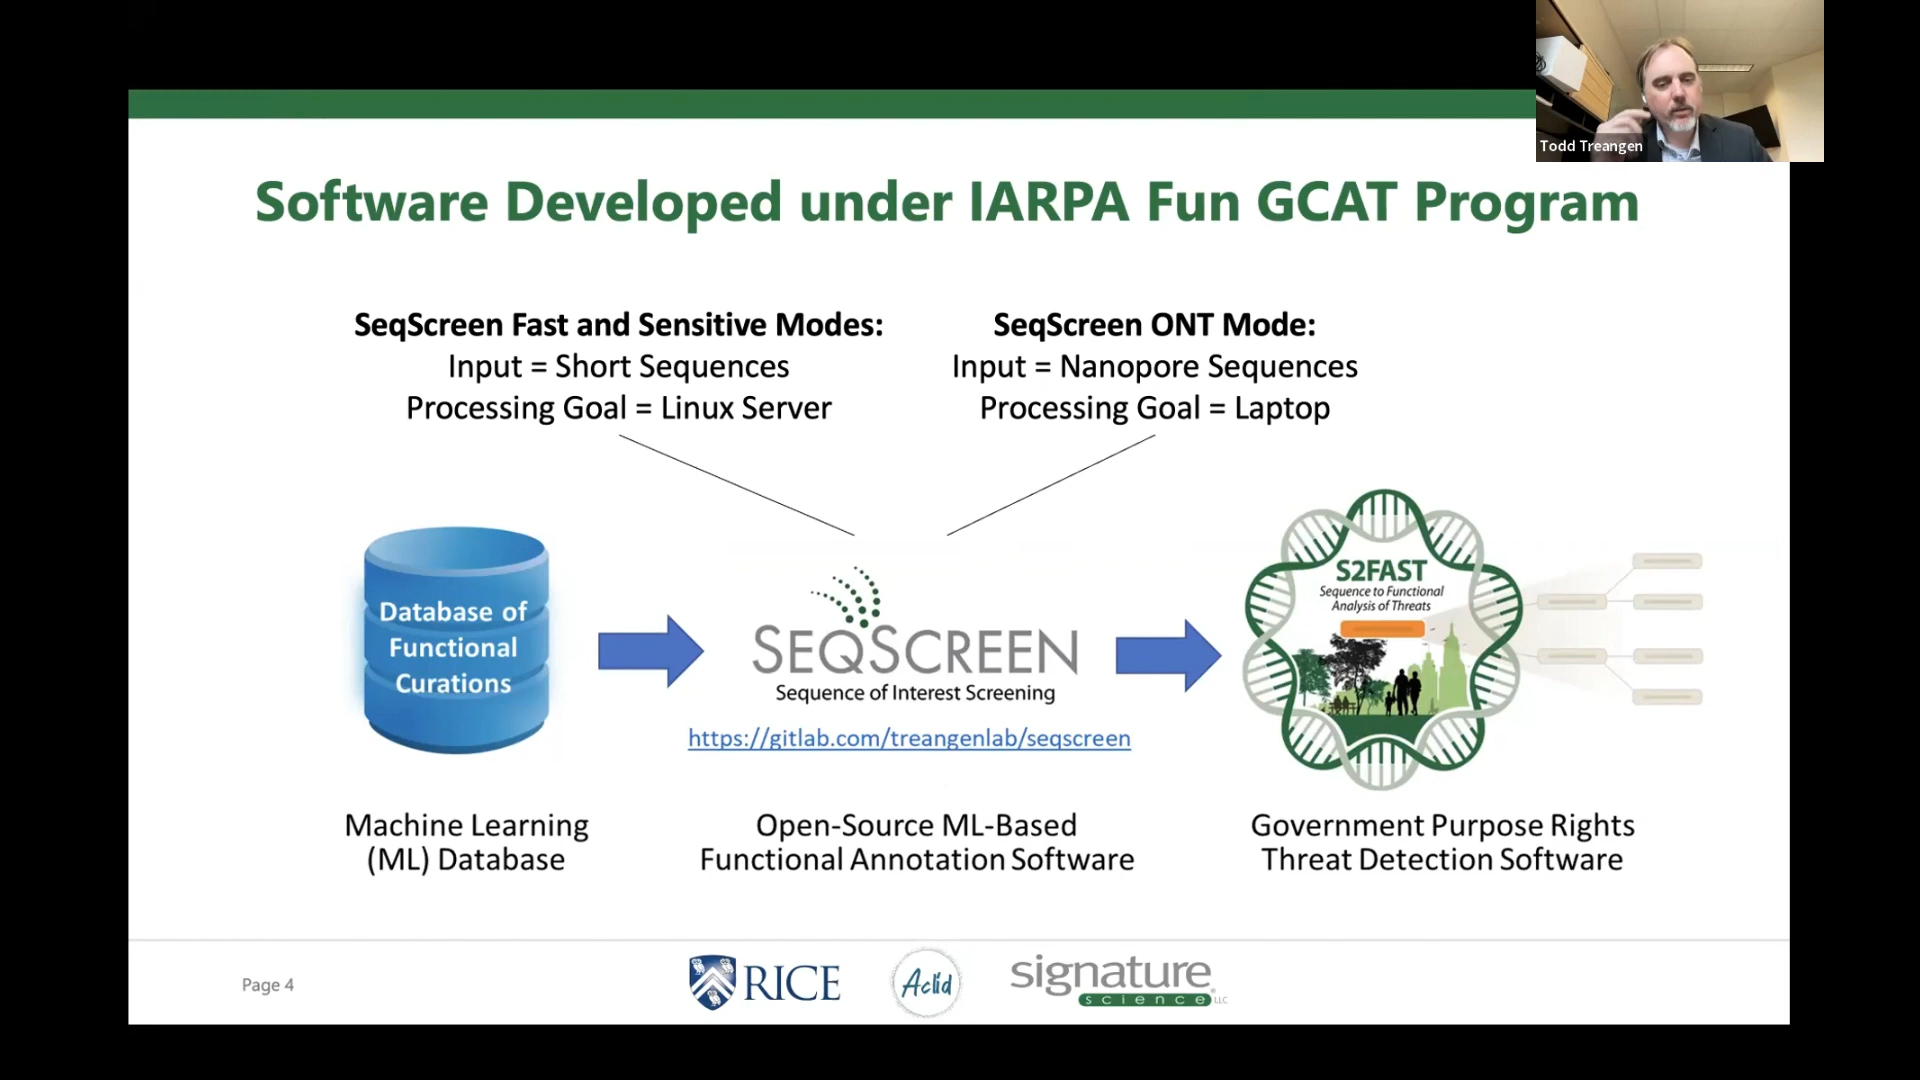 Todd Treangen
Software Developed under IARPA Fun GCAT Program
SeqScreen Fast and Sensitive Modes:
Input = Short Sequences
Processing Goal = Linux Server
SeqScreen ONT Mode:
Input = Nanopore Sequences
Processing Goal = Laptop
Database of
Functional
Curations
SEQSCREEN
Sequence of Interest Screening
https://gitlab.com/treangenlab/seqscreen
S2FAST
Sequence to Functional
Analysis of Threats
Machine Learning
(ML) Database
Open-Source ML-Based
Functional Annotation Software
Government Purpose Rights
Threat Detection Software
Page 4
RICE
Aclid
signature
science LLC